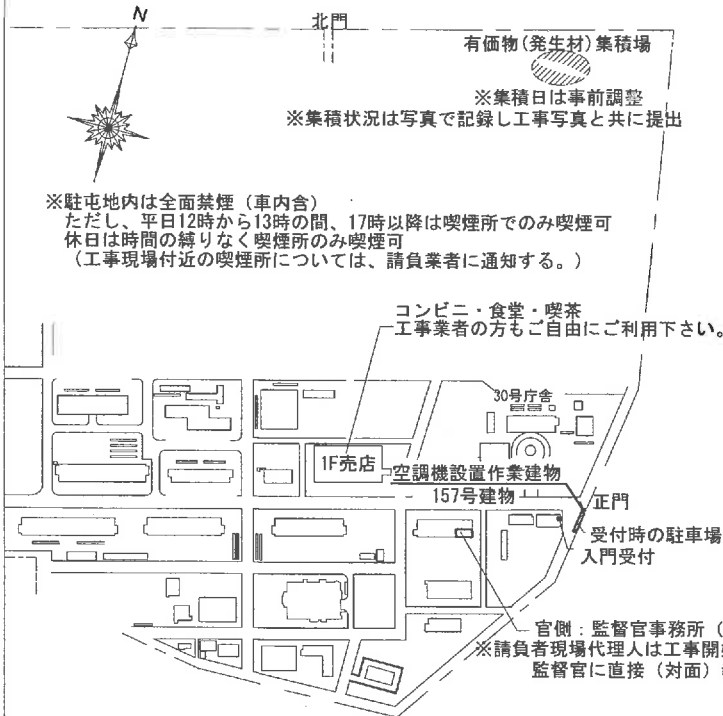 N
北門
有価物(発生材)集積場
※集積日は事前調整
※集積状況は写真で記録し工事写真と共に提出
※駐屯地内は全面禁煙（車内含）
ただし、平日12時から13時の間、17時以降は喫煙所でのみ喫煙可
休日は時間の縛りなく喫煙所のみ喫煙可
（工事現場付近の喫煙所については、請負業者に通知する。）
コンビニ・食堂・喫茶
工事業者の方もご自由にご利用下さい。
30号庁舎
1F売店
空調機設置作業建物
157号建物
正門
受付時の駐車場
入門受付
官側：監督官事務所（
※請負者現場代理人は工事開
監督官に直接（対面）